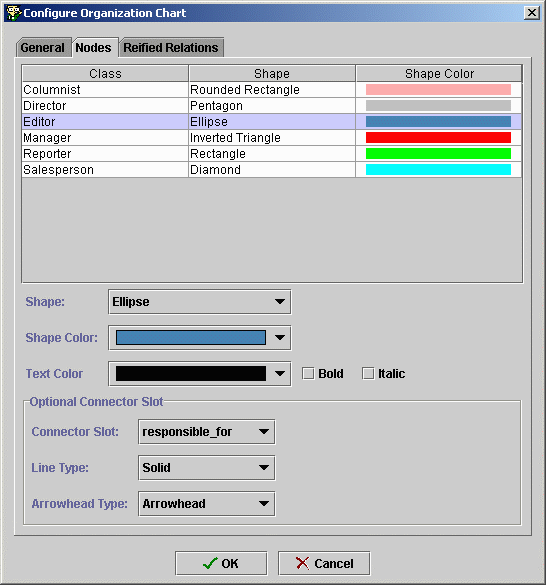 Configure Organization Chart
General Nodes Reified Relations
Class Shape Shape Color
Columnist Rounded Rectangle
Director Pentagon
Editor Ellipse
Manager Inverted Triangle
Reporter Rectangle
Salesperson Diamond
Shape: Ellipse
Shape Color:
Text Color Bold Italic
Optional Connector Slot
Connector Slot: responsible_for
Line Type: Solid
Arrowhead Type: Arrowhead
OK Cancel